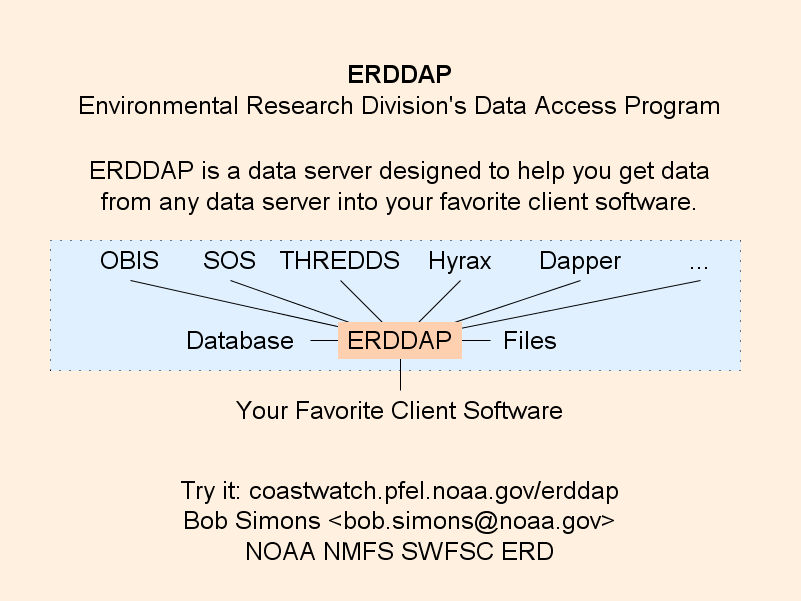 ERDDAP
Environmental Research Division's Data Access Program
ERDDAP is a data server designed to help you get data
from any data server into your favorite client software.
OBIS SOS THREDDS Hyrax Dapper ...
Database ERDDAP Files
Your Favorite Client Software
Try it: coastwatch.pfel.noaa.gov/erddap
Bob Simons <bob.simons@noaa.gov>
NOAA NMFS SWFSC ERD